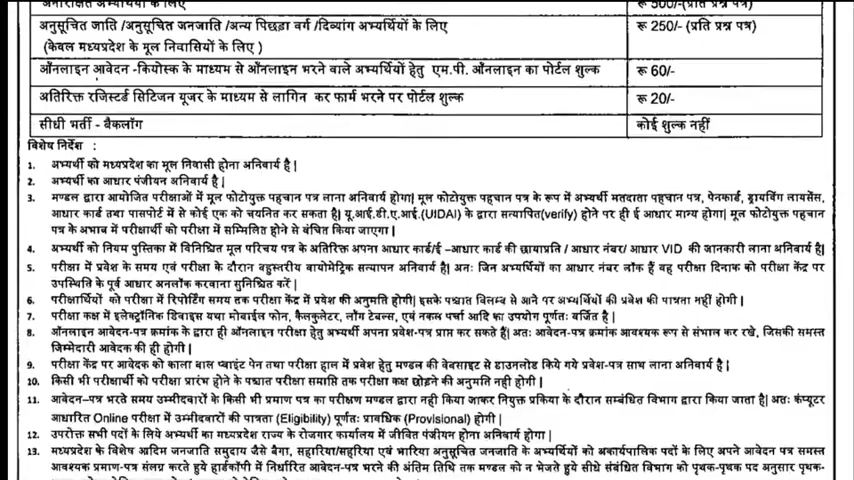 अनारक्षित अभ्यर्थियों के लिए रू 500/-(प्रति प्रश्न पत्र)
अनुसूचित जाति /अनुसूचित जनजाति /अन्य पिछड़ा वर्ग /दिव्यांग अभ्यर्थियों के लिए रू 250/- (प्रति प्रश्न पत्र)
(केवल मध्यप्रदेश के मूल निवासियों के लिए )
ऑनलाइन आवेदन -कियोस्क के माध्यम से ऑनलाइन भरने वाले अभ्यर्थियों हेतु एम.पी. ऑनलाइन का पोर्टल शुल्क रू 60/-
अतिरिक्त रजिस्टर्ड सिटिजन यूजर के माध्यम से लागिन कर फार्म भरने पर पोर्टल शुल्क रू 20/-
सीधी भर्ती - बैकलॉग कोई शुल्क नहीं
विशेष निर्देश :
1. अभ्यर्थी को मध्यप्रदेश का मूल निवासी होना अनिवार्य है |
2. अभ्यर्थी का आधार पंजीयन अनिवार्य है |
3. मण्डल द्वारा आयोजित परीक्षाओं में मूल फोटोयुक्त पहचान पत्र लाना अनिवार्य होगा| मूल फोटोयुक्त पहचान पत्र के रूप में अभ्यर्थी मतदाता पहचान पत्र, पेनकार्ड, ड्रायविंग लायसेंस,
आधार कार्ड तथा पासपोर्ट में से कोई एक को चयनित कर सकता है| यू.आई.डी.ए.आई.(UIDAI) के द्वारा सत्यापित(verify) होने पर ही ई आधार मान्य होगा| मूल फोटोयुक्त पहचान
पत्र के अभाव में परीक्षार्थी को परीक्षा में सम्मिलित होने से वंचित किया जाएगा |
4. अभ्यर्थी को नियम पुस्तिका में विनिर्घित मूल परिचय पत्र के अतिरिक्त अपना आधार कार्ड/ई –आधार कार्ड की छायाप्रति / आधार नंबर/ आधार VID की जानकारी लाना अनिवार्य है|
5. परीक्षा में प्रवेश के समय एवं परीक्षा के दौरान बहुस्तरीय बायोमेट्रिक सत्यापन अनिवार्य है| अतः जिन अभ्यर्थियों का आधार नंबर लॉक हैं वह परीक्षा दिनाक को परीक्षा केंद्र पर
उपस्थिति के पूर्व आधार अनलॉक करवाना सुनिश्चित करें |
6. परीक्षार्थियों को परीक्षा में रिपोर्टिंग समय तक परीक्षा केंद्र में प्रवेश की अनुमति होगी| इसके पश्चात विलम्ब से आने पर अभ्यर्थियों की प्रवेश की पात्रता नहीं होगी |
7. परीक्षा कक्ष में इलेक्ट्रॉनिक डिवाइस यथा मोबाईल फोन, कैलकुलेटर, लॉग टेबल्स, एवं नकल पर्चा आदि का उपयोग पूर्णतः वर्जित है |
8. ऑनलाइन आवेदन-पत्र क्रमांक के द्वारा ही ऑनलाइन परीक्षा हेतु अभ्यर्थी अपना प्रवेश-पत्र प्राप्त कर सकते हैं| अतः आवेदन-पत्र क्रमांक आवश्यक रूप से संभाल कर रखे, जिसकी समस्त
जिम्मेदारी आवेदक की ही होगी |
9. परीक्षा केंद्र पर आवेदक को काला बाल प्वाइंट पेन तथा परीक्षा हाल में प्रवेश हेतु मण्डल की वेबसाइट से डाउनलोड किये गये प्रवेश-पत्र साथ लाना अनिवार्य है |
10. किसी भी परीक्षार्थी को परीक्षा प्रारंभ होने के पश्चात परीक्षा समाप्ति तक परीक्षा कक्ष छोड़ने की अनुमति नही होगी |
11. आवेदन–पत्र भरते समय उम्मीदवारों के किसी भी प्रमाण पत्र का परीक्षण मण्डल द्वारा नही किया जाकर नियुक्त प्रकिया के दौरान सम्बंधित विभाग द्वारा किया जाता है| अतः कंप्यूटर
आधारित Online परीक्षा में उम्मीदवारों की पात्रता (Eligibility) पूर्णतः प्रावधिक (Provisional) होगी |
12. उपरोक्त सभी पदों के लिये अभ्यर्थी का मध्यप्रदेश राज्य के रोजगार कार्यालय में जीवित पंजीयन होना अनिवार्य होगा |
13. मध्यप्रदेश के विशेष आदिम जनजाति समुदाय जैसे बैगा, सहारिया/सहरिया एवं भारिया अनुसूचित जनजाति के अभ्यर्थियों को अकार्यपालिक पदों के लिए अपने आवेदन पत्र समस्त
आवश्यक प्रमाण-पत्र संलग्न करते हुये हार्डकॉपी में निर्धारित आवेदन-पत्र भरने की अंतिम तिथि तक मण्डल को न भेजते हुये सीधे संबंधित विभाग को पृथक-पृथक पद अनुसार पृथक-